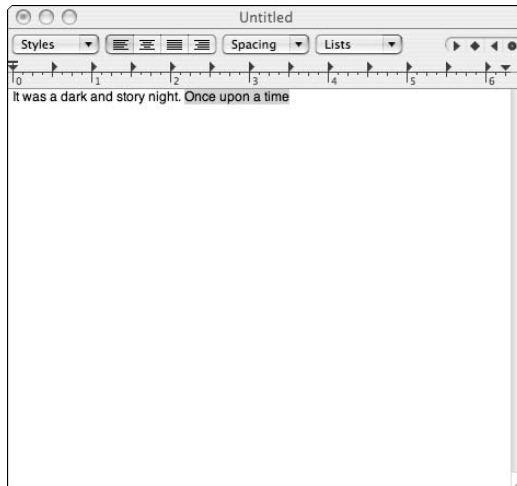 Untitled
Styles Spacing Lists
0 1 2 3 4 5 6
It was a dark and story night. Once upon a time